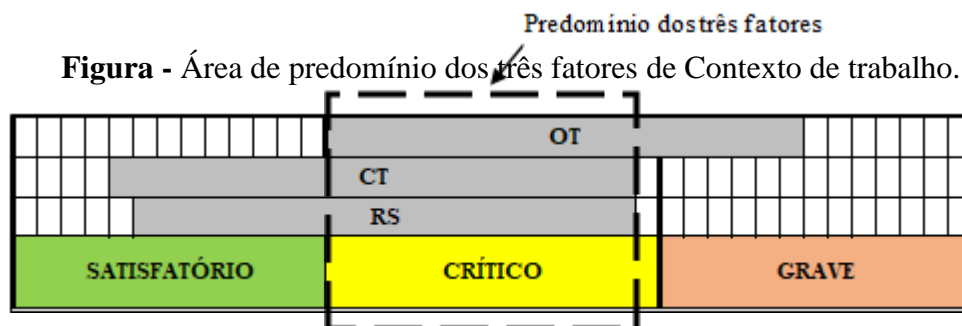 Predomínio dos três fatores
Figura - Área de predomínio dos três fatores de Contexto de trabalho.
OT
CT
RS
SATISFATÓRIO CRÍTICO GRAVE